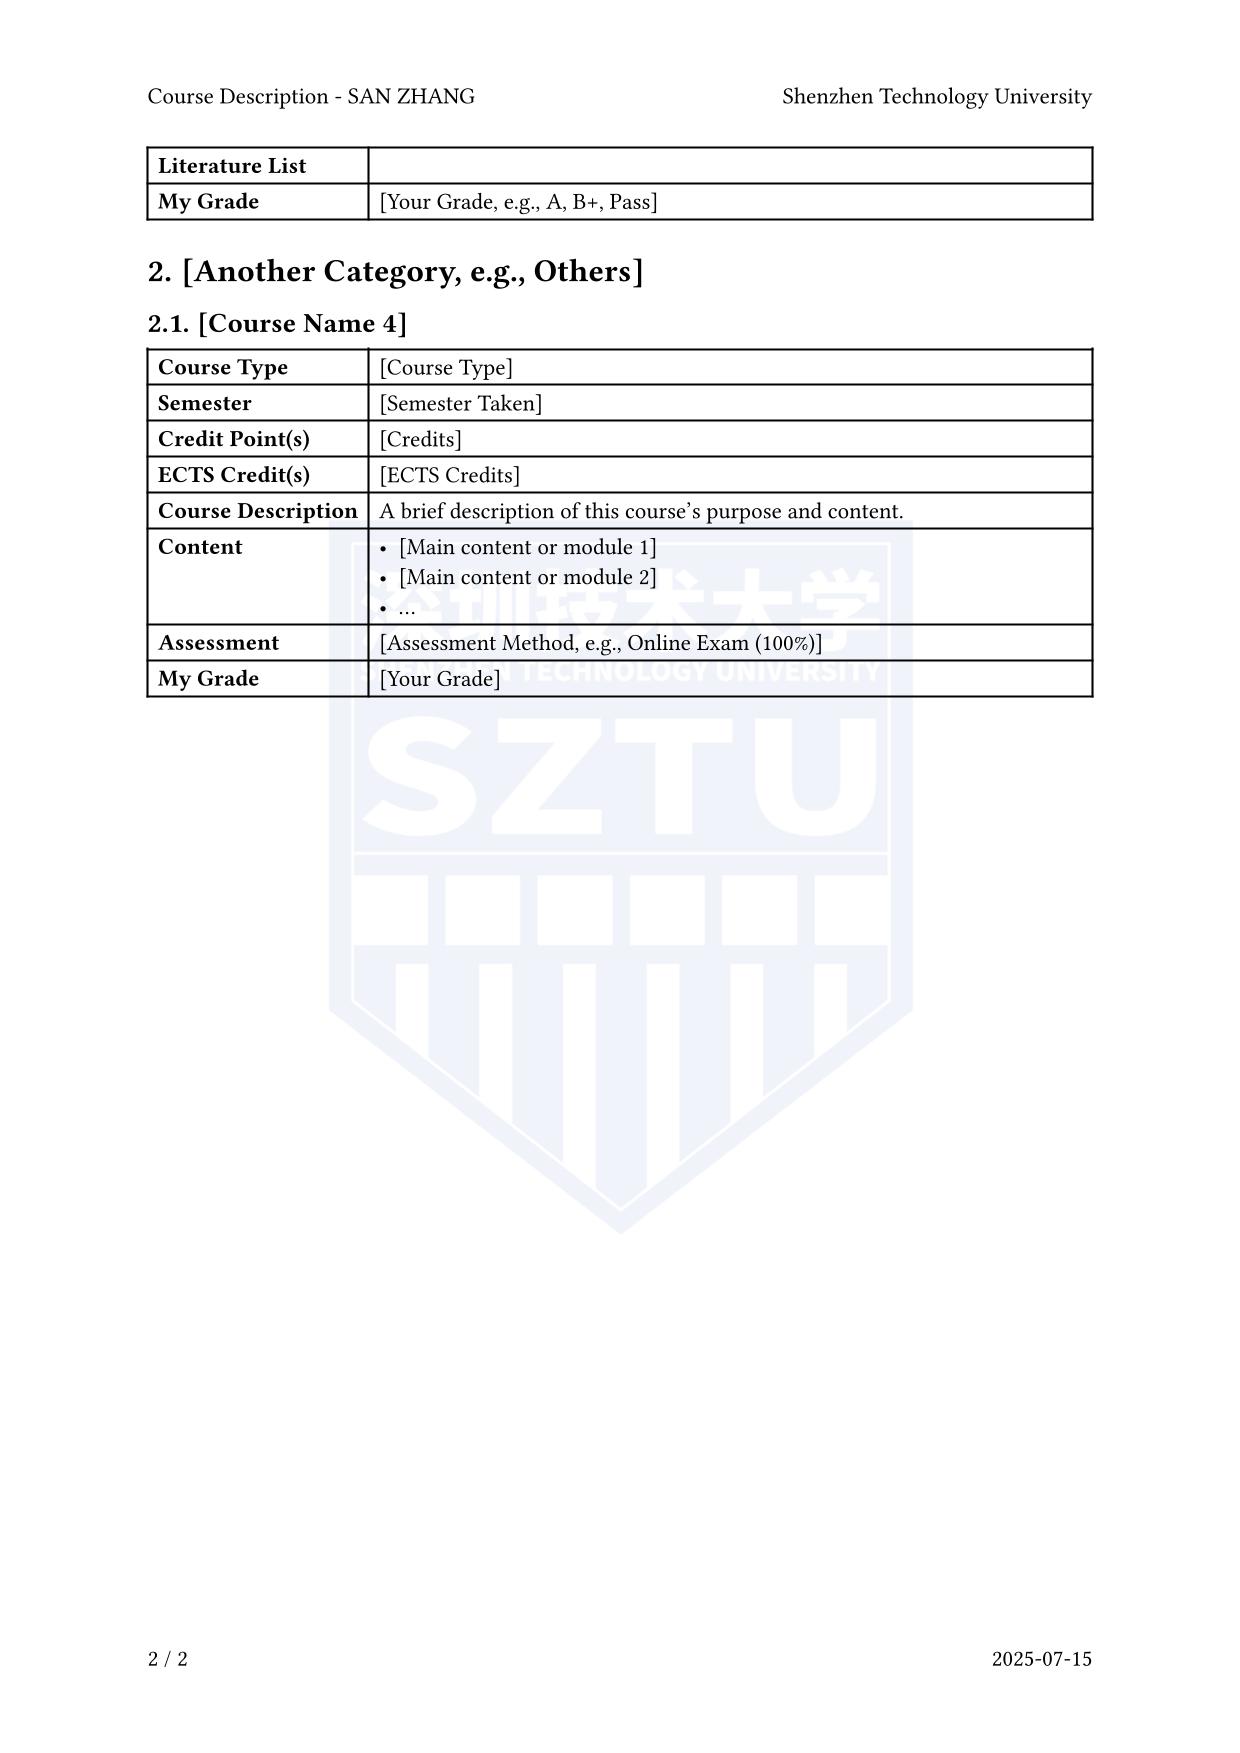 Course Description - SAN ZHANG Shenzhen Technology University
Literature List
My Grade [Your Grade, e.g., A, B+, Pass]
2. [Another Category, e.g., Others]
2.1. [Course Name 4]
Course Type [Course Type]
Semester [Semester Taken]
Credit Point(s) [Credits]
ECTS Credit(s) [ECTS Credits]
Course Description A brief description of this course’s purpose and content.
Content • [Main content or module 1]
• [Main content or module 2]
• …
深圳技术大学
Assessment [Assessment Method, e.g., Online Exam (100%)]
SHENZHEN TECHNOLOGY UNIVERSITY
My Grade [Your Grade]
SZTU
2 / 2 2025-07-15